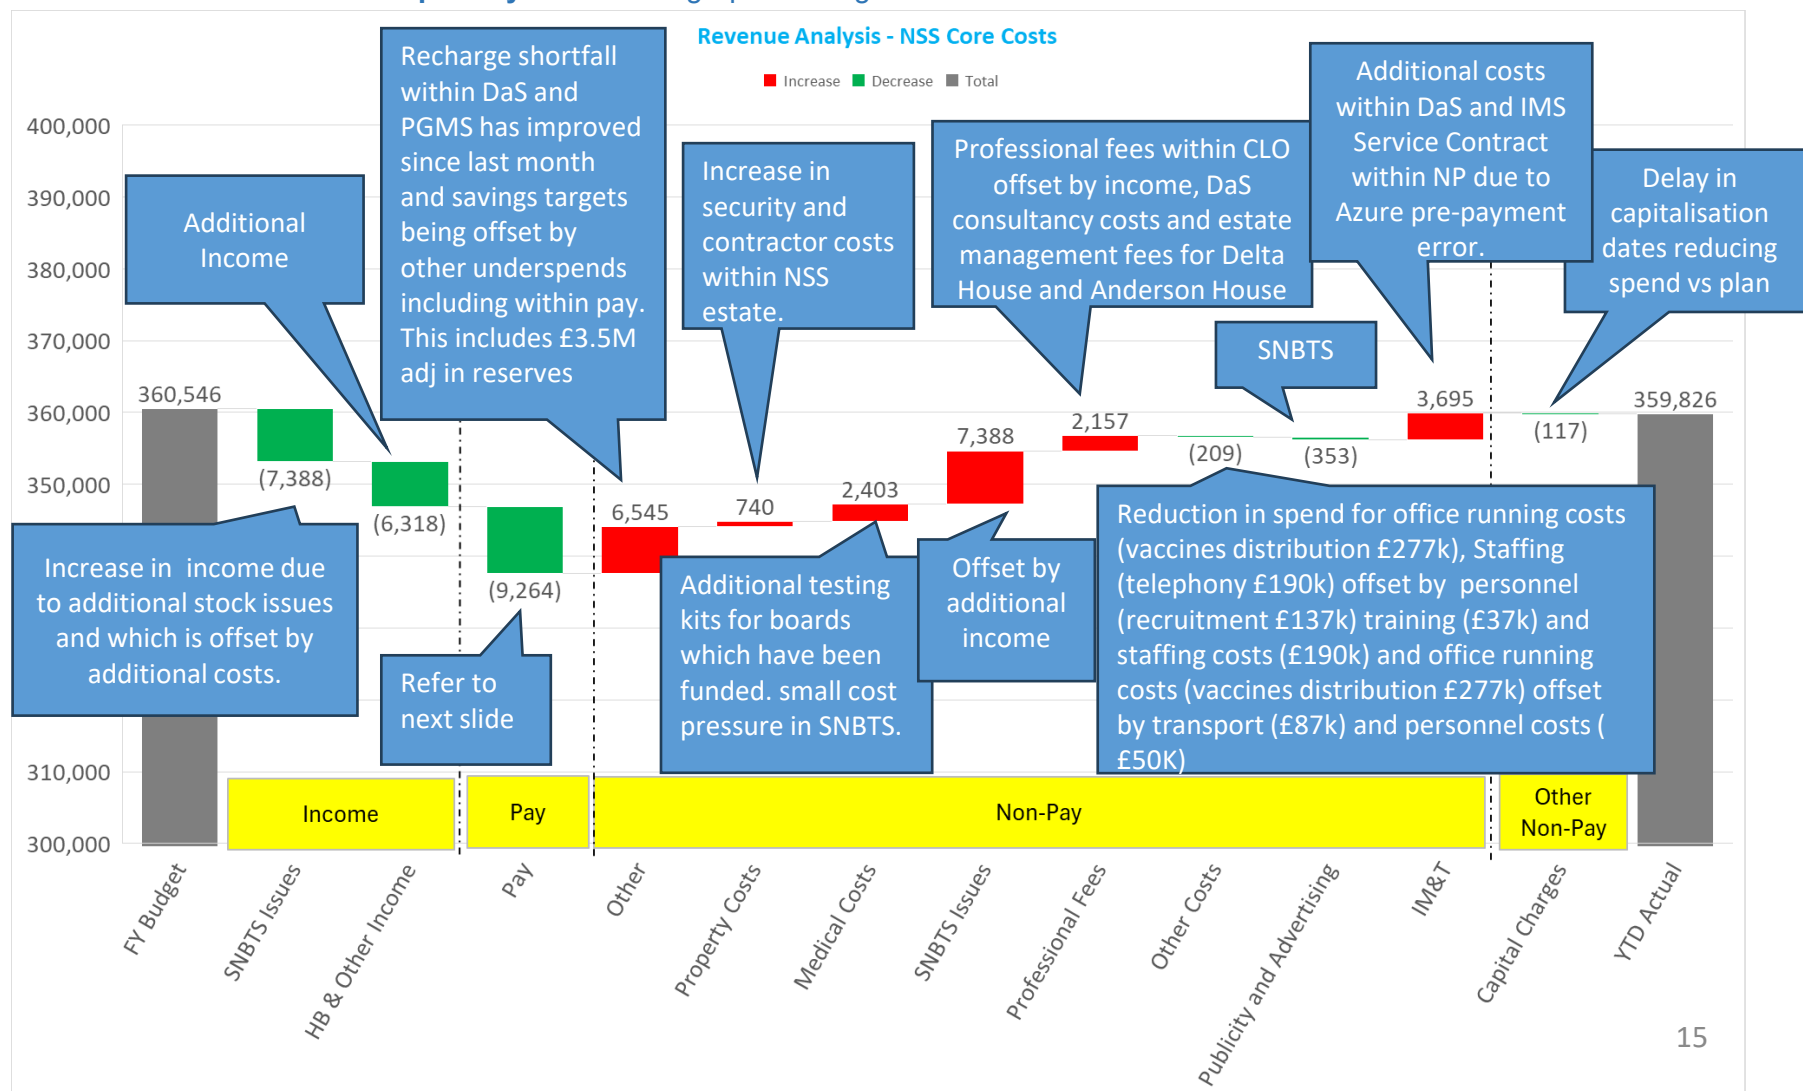 Revenue Analysis - NSS Core Costs
Increase
Decrease
Total
400,000
390,000
380,000
370,000
360,000
350,000
310,000
300,000
Additional
Income
Recharge shortfall
within DaS and
PGMS has improved
since last month
and savings targets
being offset by
other underspends
including within pay.
This includes £3.5M
adj in reserves
Increase in
security and
contractor costs
within NSS
estate.
Professional fees within CLO
offset by income, DaS
consultancy costs and estate
management fees for Delta
House and Anderson House
SNBTS
Additional costs
within DaS and IMS
Service Contract
within NP due to
Azure pre-payment
error.
Delay in
capitalisation
dates reducing
spend vs plan
360,546
(7,388)
(6,318)
(9,264)
6,545
740
2,403
7,388
2,157
(209)
(353)
3,695
(117)
359,826
Increase in  income due
to additional stock issues
and which is offset by
additional costs.
Refer to
next slide
Additional testing
kits for boards
which have been
funded. small cost
pressure in SNBTS.
Offset by
additional
income
Reduction in spend for office running costs
(vaccines distribution £277k), Staffing
(telephony £190k) offset by  personnel
(recruitment £137k) training (£37k) and
staffing costs (£190k) and office running
costs (vaccines distribution £277k) offset
by transport (£87k) and personnel costs (
£50K)
Income
Pay
Non-Pay
Other
Non-Pay
FY Budget
SNBTS Issues
HB & Other Income
Pay
Other
Property Costs
Medical Costs
SNBTS Issues
Professional Fees
Other Costs
Publicity and Advertising
IM&T
Capital Charges
YTD Actual
15